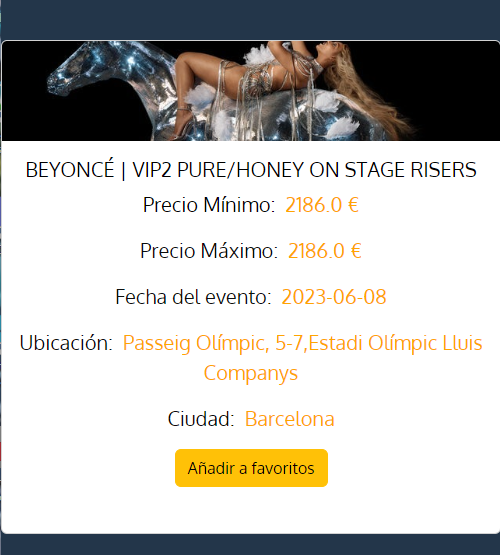 BEYONCÉ | VIP2 PURE/HONEY ON STAGE RISERS
Precio Mínimo: 2186.0 €
Precio Máximo: 2186.0 €
Fecha del evento: 2023-06-08
Ubicación: Passeig Olímpic, 5-7,Estadi Olímpic Lluis
Companys
Ciudad: Barcelona
Añadir a favoritos